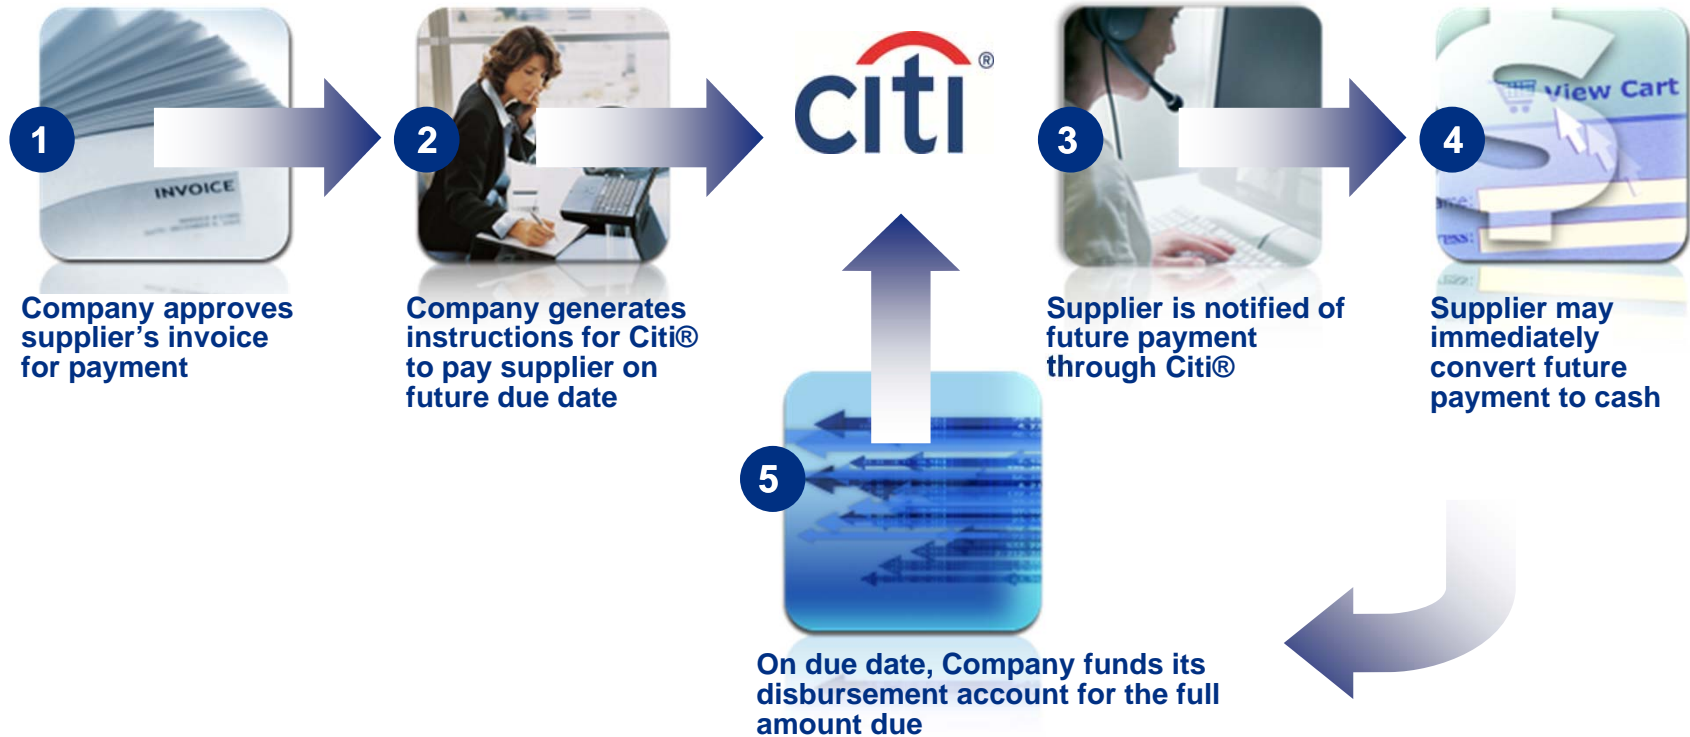 1
INVOICE
Company approves
supplier’s invoice
for payment
2
Company generates
instructions for Citi®
to pay supplier on
future due date
citi®
3
Supplier is notified of
future payment
through Citi®
4
View Cart
$
Supplier may
immediately
convert future
payment to cash
5
On due date, Company funds its
disbursement account for the full
amount due